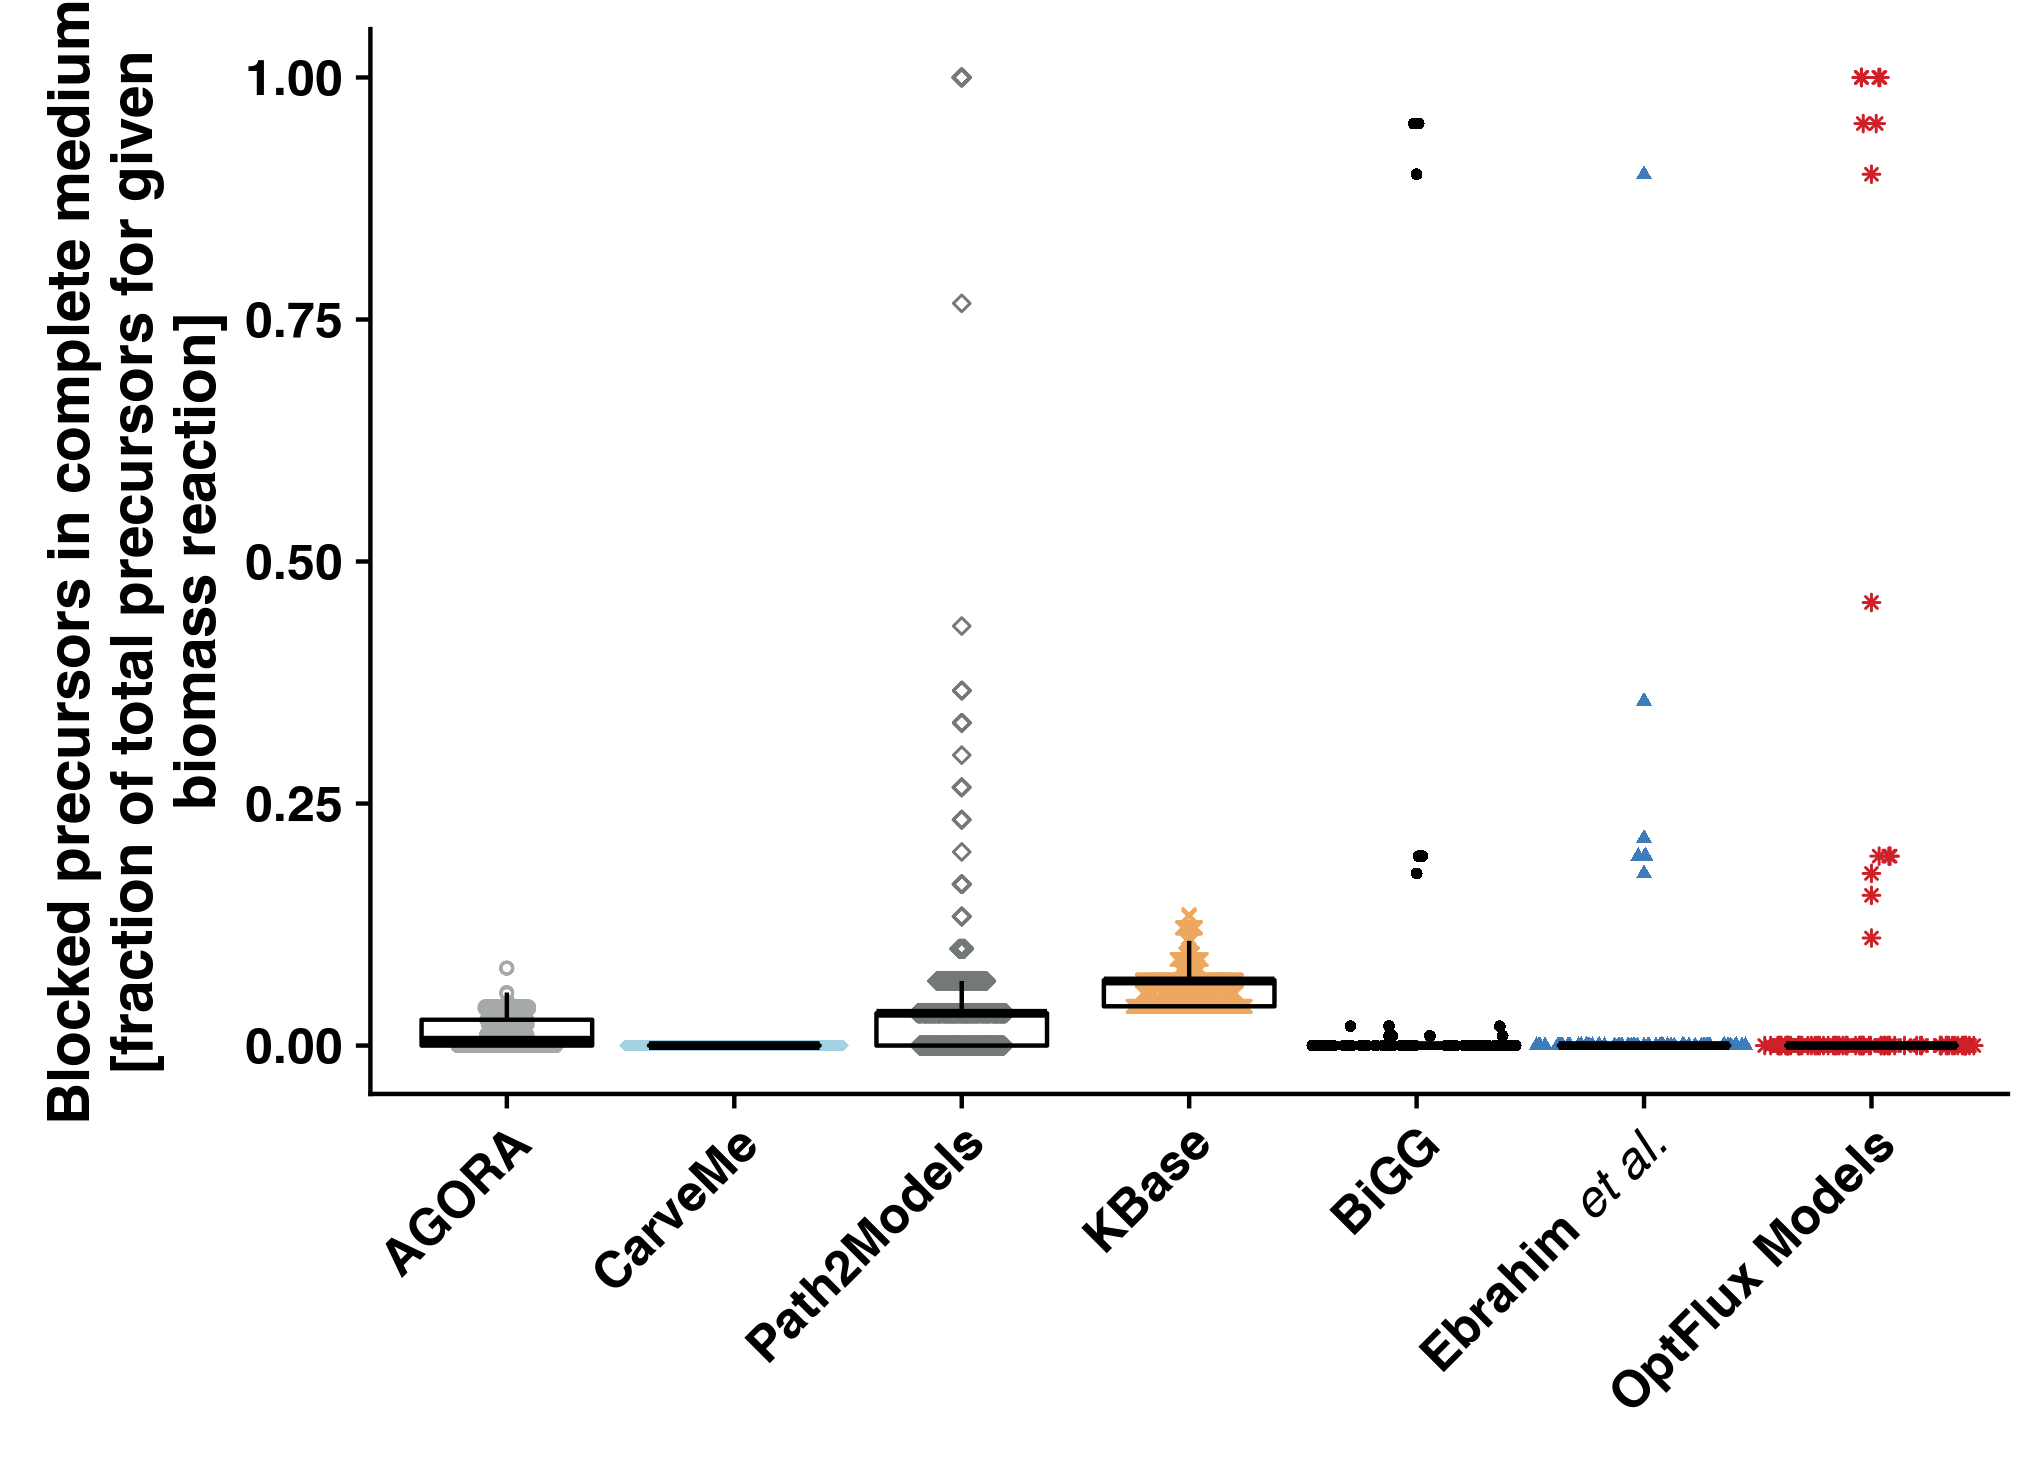 Blocked precursors in complete medium
[fraction of total precursors for given
biomass reaction]
1.00
0.75
0.50
0.25
0.00
AGORA
CarveMe
Path2Models
KBase
BiGG
Ebrahim et al.
OptFlux Models